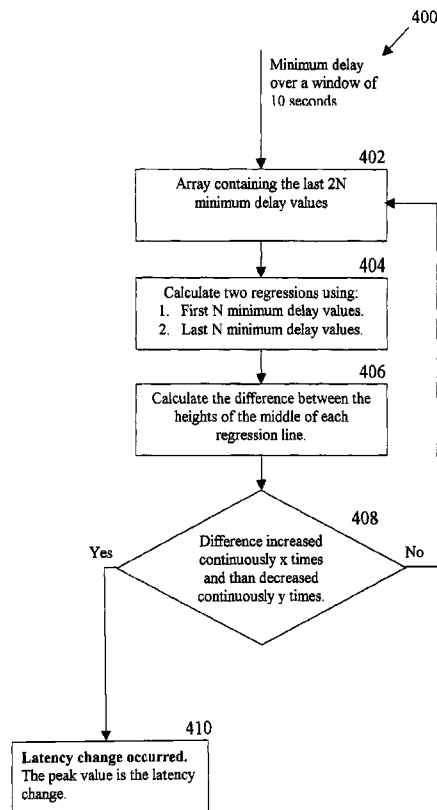 400
Minimum delay
over a window of
10 seconds
402
Array containing the last 2N
minimum delay values
404
Calculate two regressions using:
1. First N minimum delay values.
2. Last N minimum delay values.
406
Calculate the difference between the
heights of the middle of each
regression line.
408
Yes
Difference increased
continuously x times
and than decreased
continuously y times.
No
410
Latency change occurred.
The peak value is the latency
change.